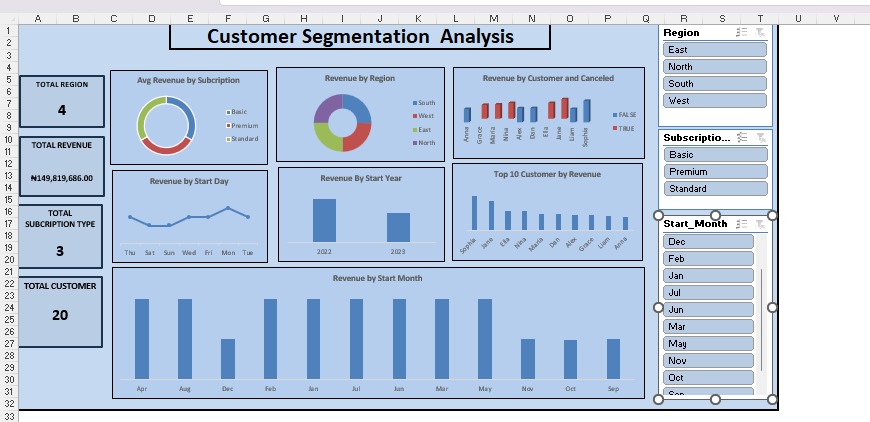 A B C D E F G H I J K L M N O P Q R S T U V
1
2
3
4
5
6
7
8
9
10
11
12
13
14
15
16
17
18
19
20
21
22
23
24
25
26
27
28
29
30
31
32
33
Customer Segmentation Analysis
TOTAL REGION
4
TOTAL REVENUE
₦149,819,686.00
TOTAL
SUBCRIPTION TYPE
3
TOTAL CUSTOMER
20
Avg Revenue by Subcription
Basic
Premium
Standard
Revenue by Region
South
West
East
North
Revenue by Customer and Canceled
Anna Grace Maria Nina Alex Dan Ella Jane Liam Sophia
FALSE
TRUE
Revenue by Start Day
Thu Sat Sun Wed Fri Mon Tue
Revenue By Start Year
2022 2023
Top 10 Customer by Revenue
Sophia Jane Ella Nina Maria Dan Alex Grace Liam Anna
Revenue by Start Month
Apr Aug Dec Feb Jan Jul Jun Mar May Nov Oct Sep
Region
East
North
South
West
Subscriptio...
Basic
Premium
Standard
Start_Month
Dec
Feb
Jan
Jul
Jun
Mar
May
Nov
Oct
Sep